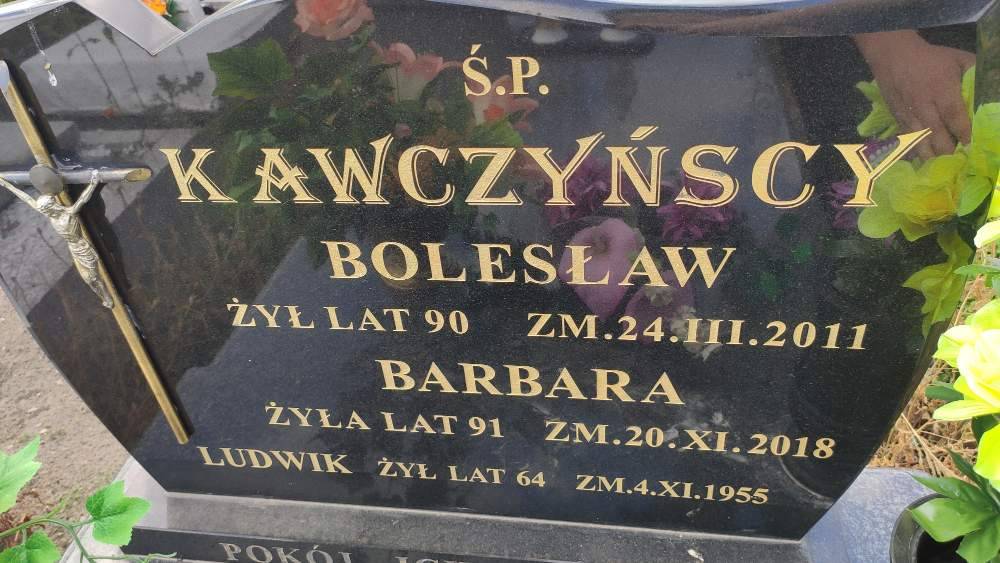 Ś.P.
KAWCZYŃSCY
BOLESŁAW
ŻYŁ LAT 90 ZM.24.III.2011
BARBARA
ŻYŁA LAT 91 ZM.20.XI.2018
LUDWIK ŻYŁ LAT 64 ZM.4.XI.1955
POKÓJ